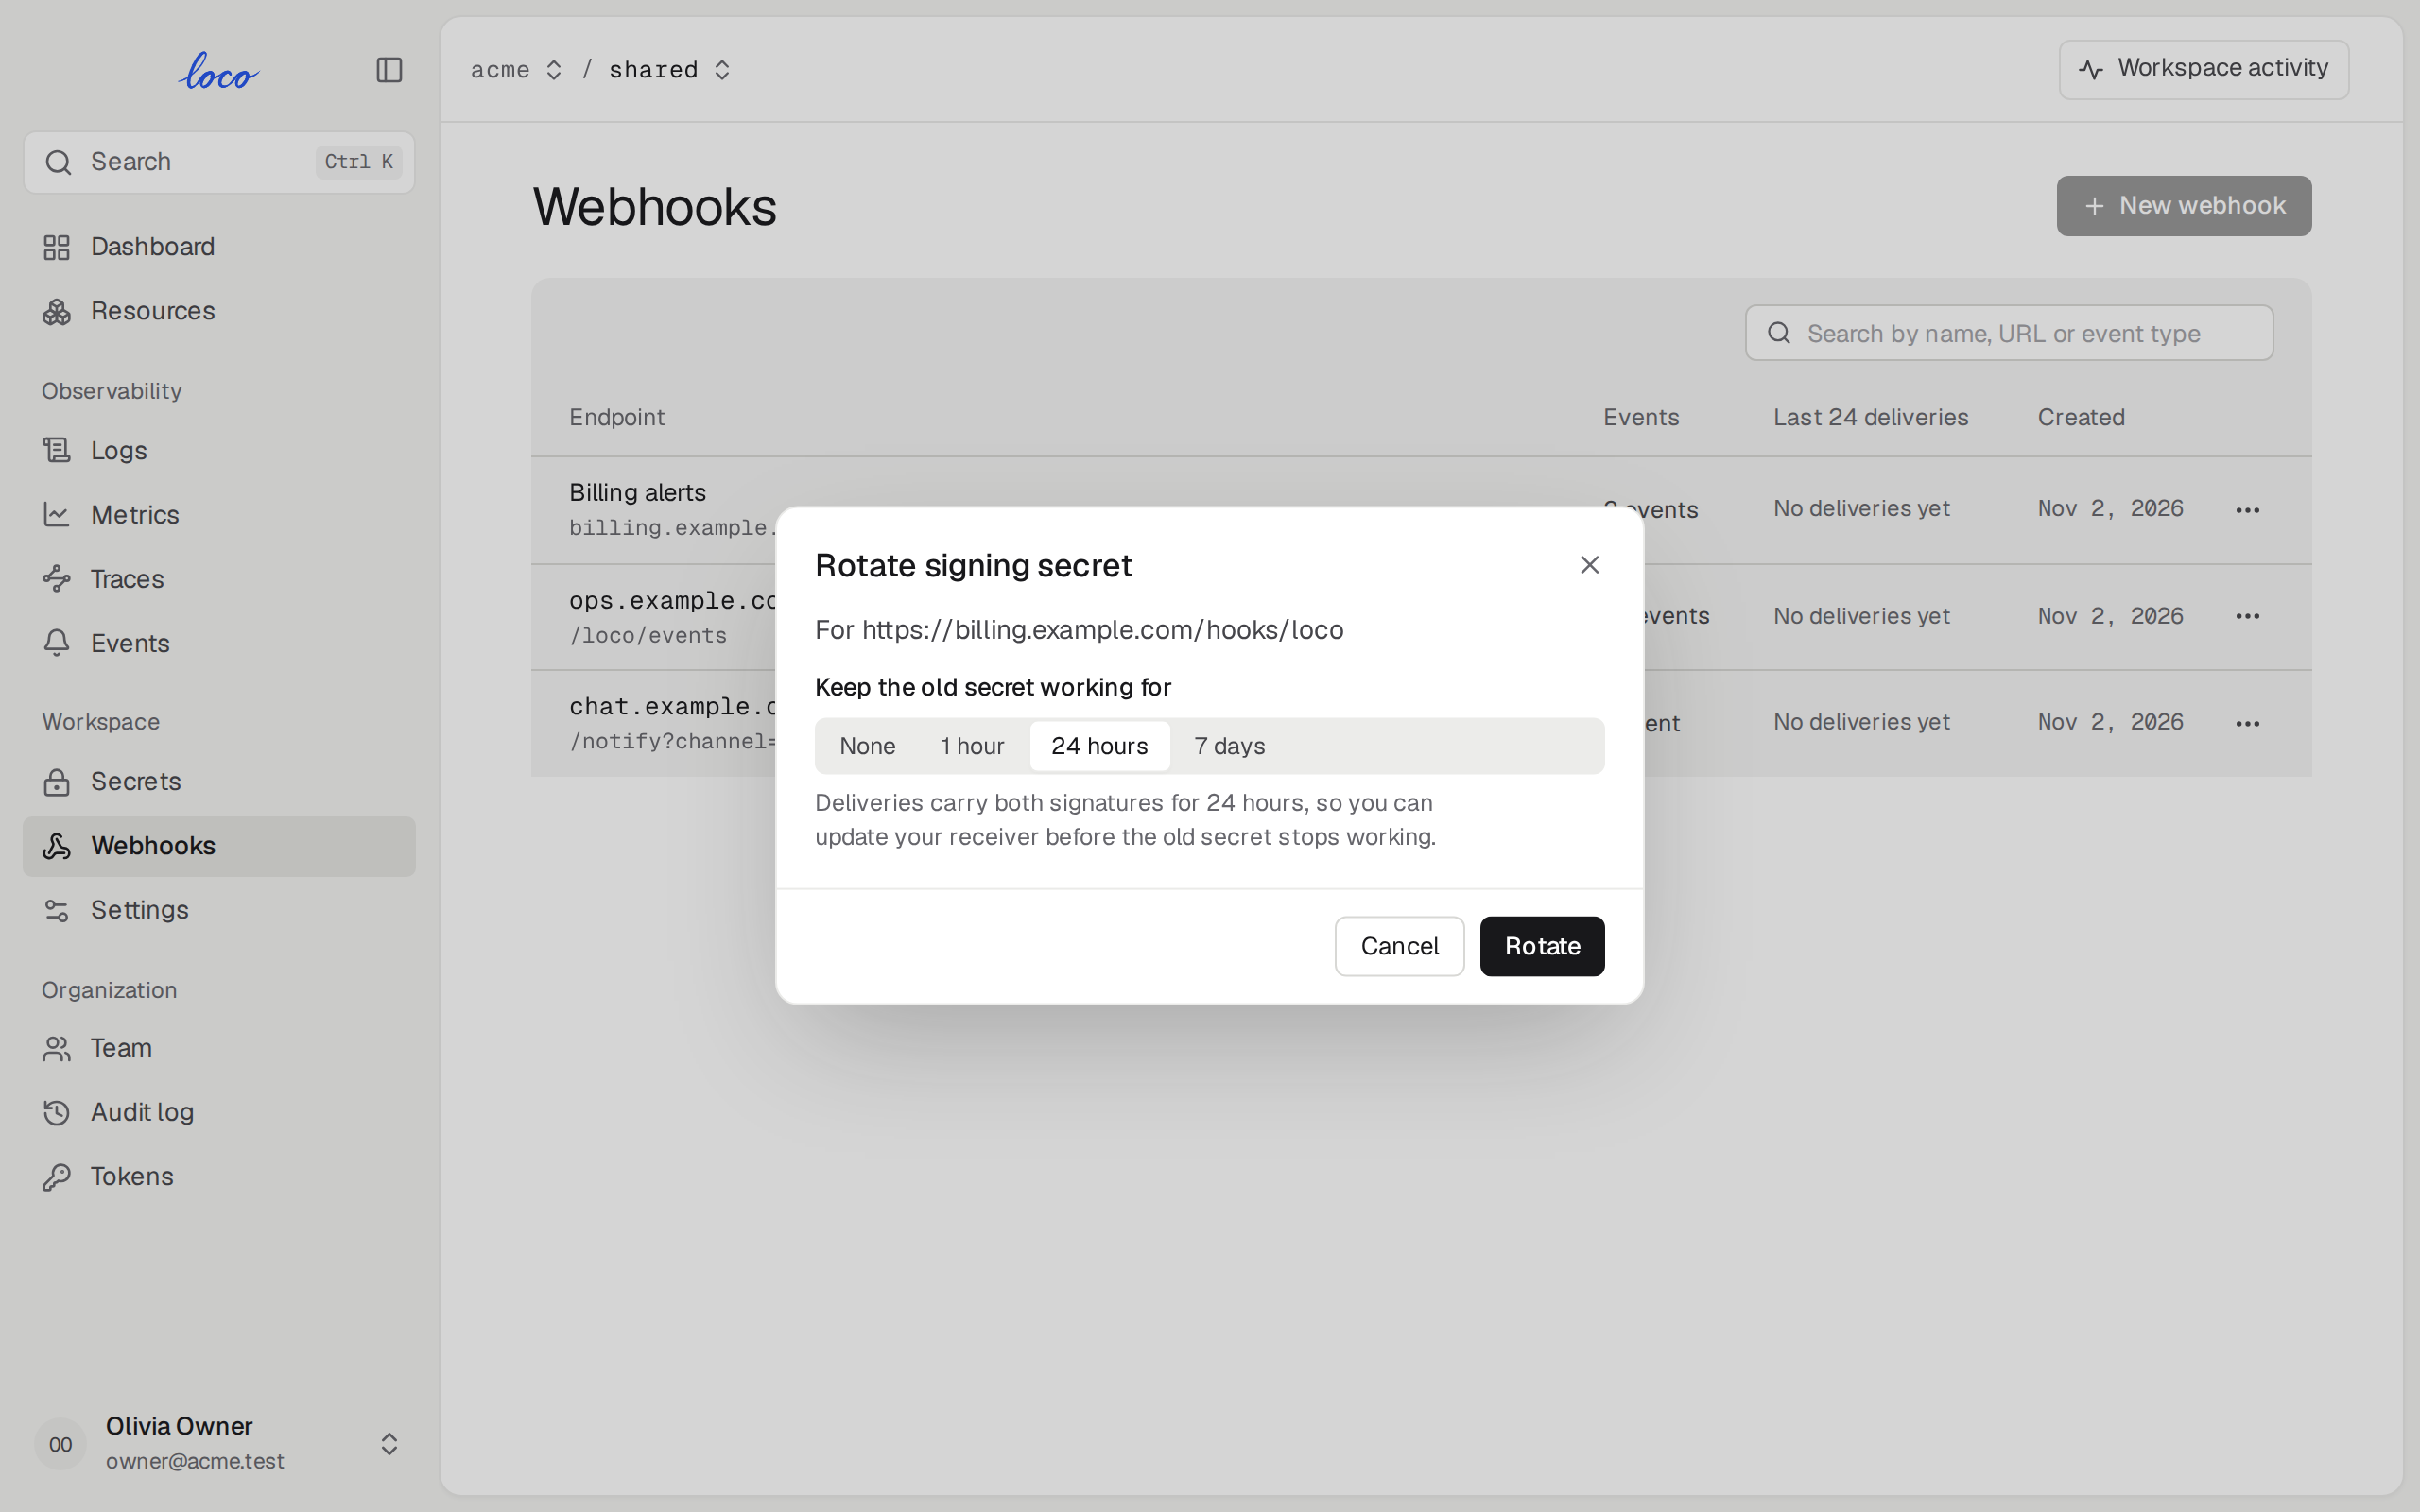 loco
acme / shared
Workspace activity
Search
Ctrl K
Dashboard
Resources
Observability
Logs
Metrics
Traces
Events
Workspace
Secrets
Webhooks
Settings
Organization
Team
Audit log
Tokens
OO
Olivia Owner
owner@acme.test
Webhooks
New webhook
Search by name, URL or event type
Endpoint Events Last 24 deliveries Created
Billing alerts
billing.example.
events No deliveries yet Nov 2, 2026
ops.example.co
/loco/events
events No deliveries yet Nov 2, 2026
chat.example.
/notify?channel=
No deliveries yet Nov 2, 2026
Rotate signing secret
For https://billing.example.com/hooks/loco
Keep the old secret working for
None 1 hour 24 hours 7 days
Deliveries carry both signatures for 24 hours, so you can
update your receiver before the old secret stops working.
Cancel Rotate